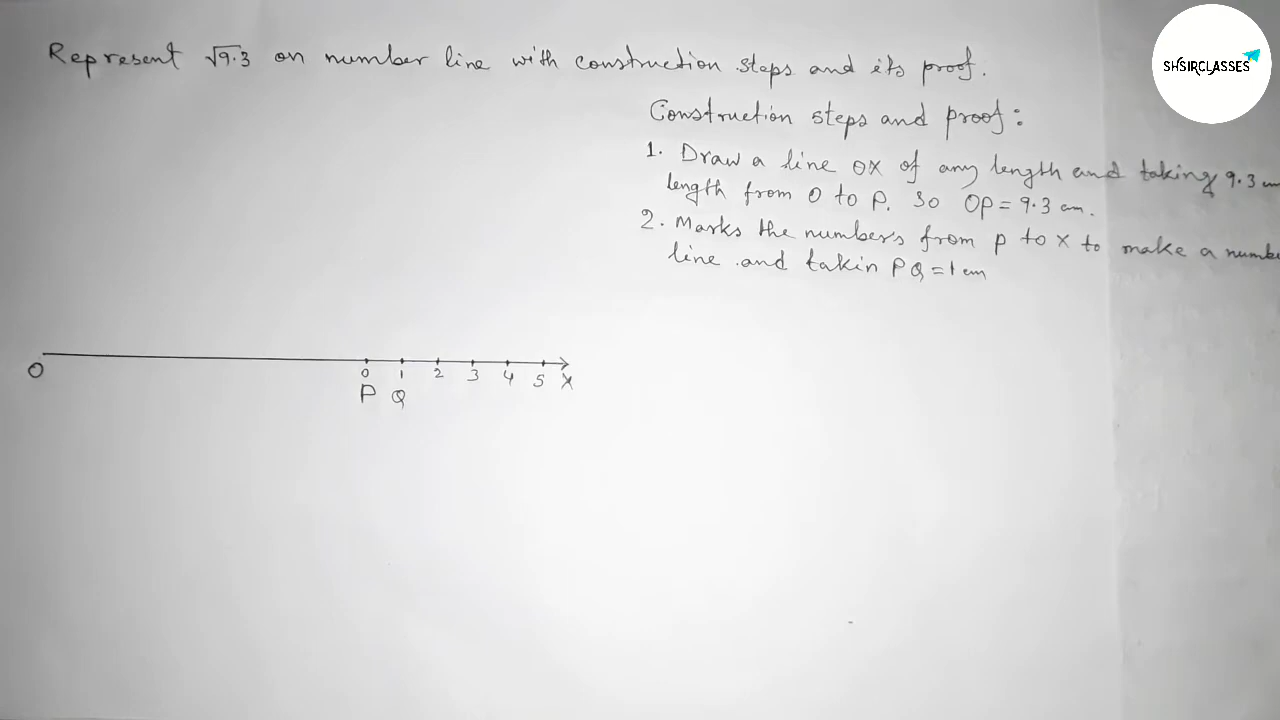 Represent √9.3 on number line with construction steps and its proof.
SHSIRCLASSES
Construction steps and proof:
1. Draw a line OX of any length and taking 9.3 cm
length from O to P. So OP = 9.3 cm.
2. Marks the numbers from P to X to make a numbe
line and takin PQ = 1 cm
O
0 1 2 3 4 5 X
P Q